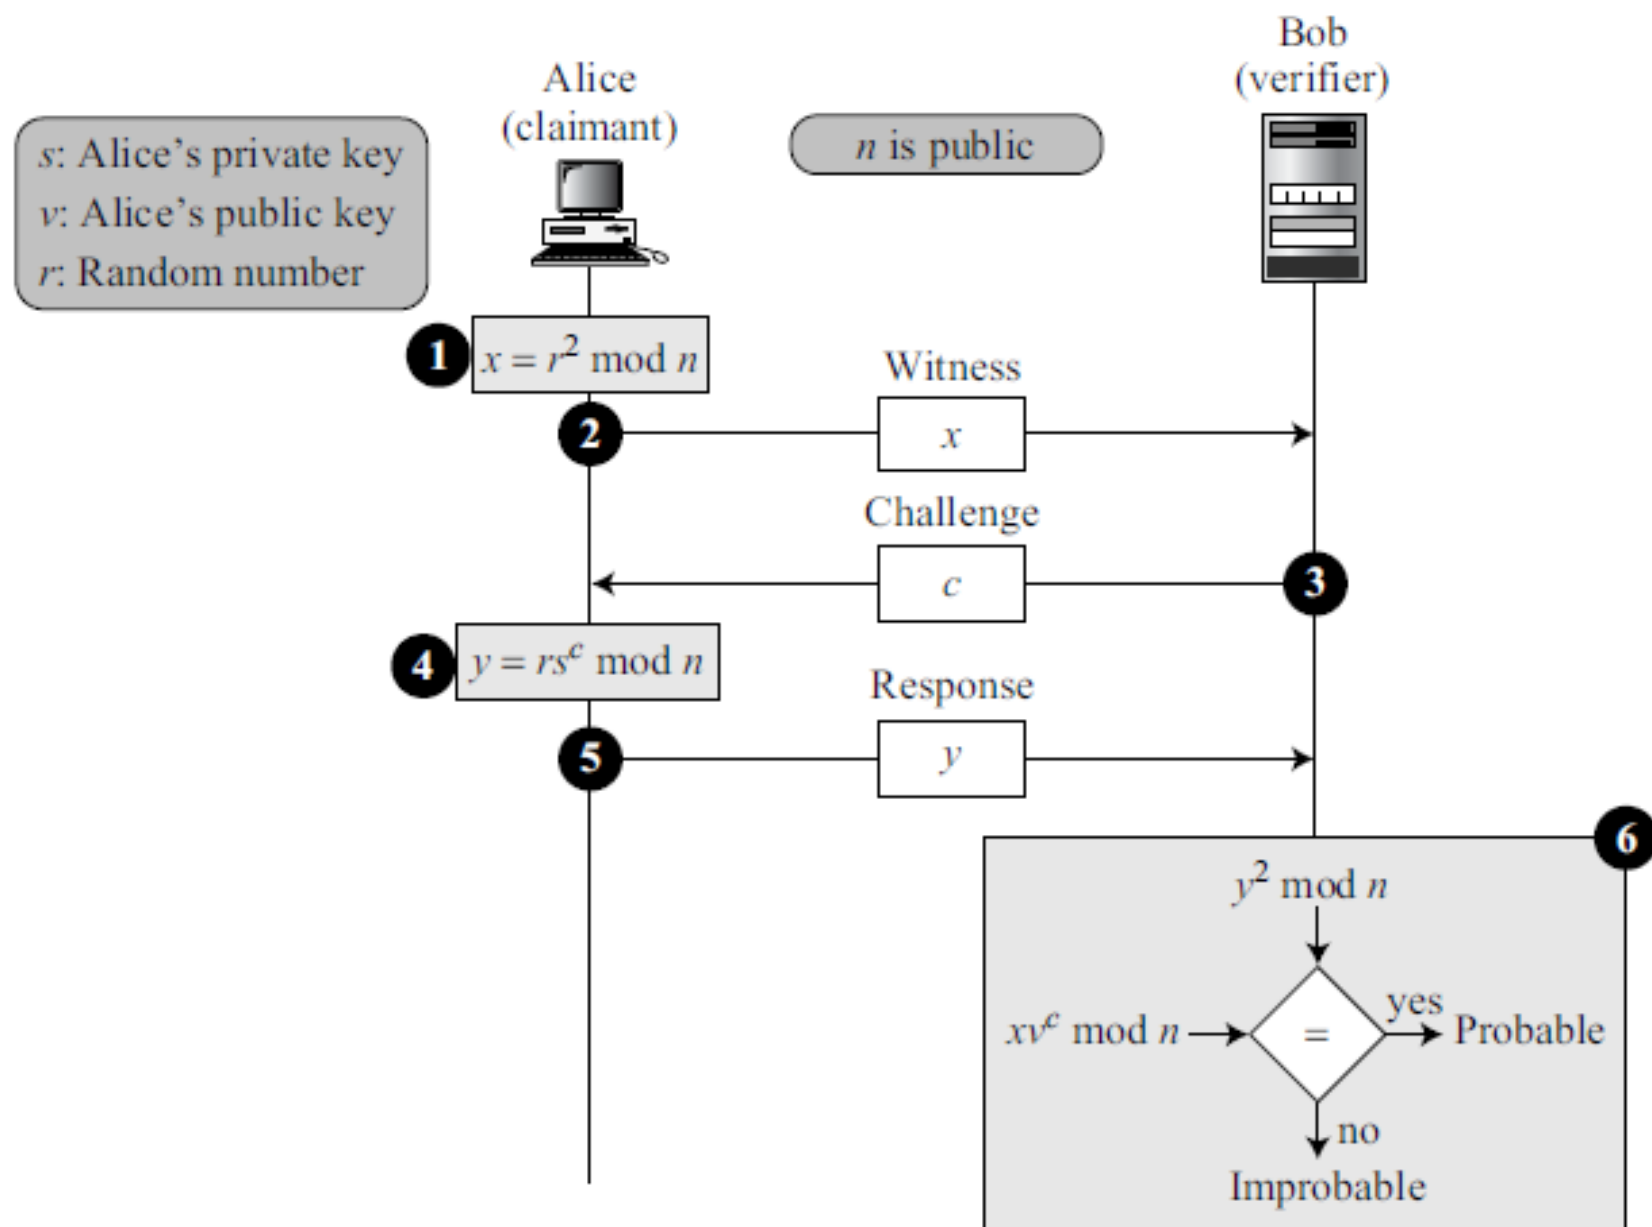 Bob
(verifier)
Alice
(claimant)
n is public
s: Alice's private key
v: Alice's public key
r: Random number
1
x = r² mod n
Witness
2
x
Challenge
c
3
4
y = rsᶜ mod n
Response
5
y
6
y² mod n
xvᶜ mod n
=
yes
Probable
no
Improbable